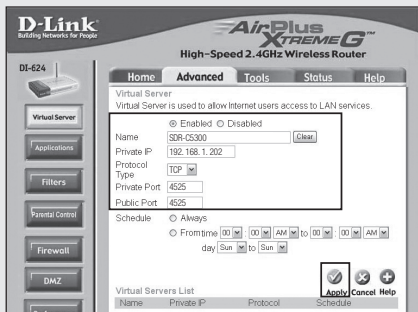 D-Link
Building Networks for People
AirPlus
XTREME G™
High-Speed 2.4GHz Wireless Router
DI-624
Home Advanced Tools Status Help
Virtual Server
Virtual Server is used to allow Internet users access to LAN services.
Virtual Server
Applications
Filters
Parental Control
Firewall
DMZ
Enabled Disabled
Name SDR-C5300 Clear
Private IP 192.168.1.202
Protocol Type TCP
Private Port 4525
Public Port 4525
Schedule Always
From time 00 : 00 AM to 00 : 00 AM
day Sun to Sun
Apply Cancel Help
Virtual Servers List
Name Private IP Protocol Schedule